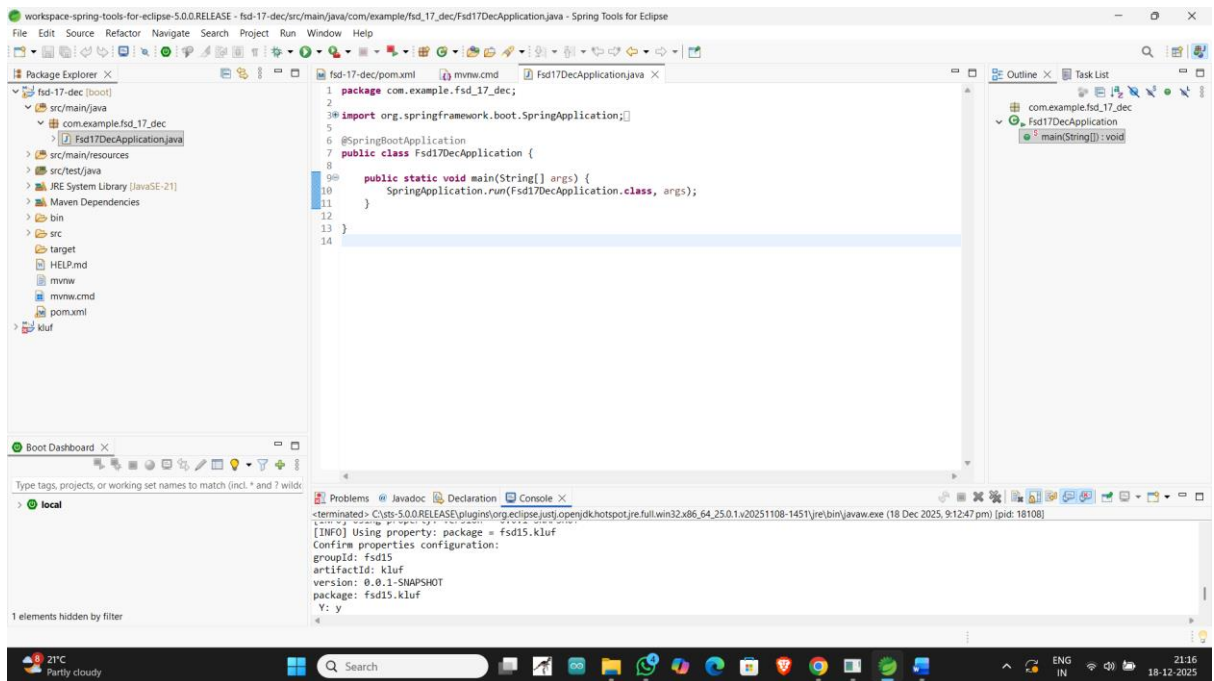 workspace-spring-tools-for-eclipse-5.0.0.RELEASE - fsd-17-dec/src/main/java/com/example/fsd_17_dec/Fsd17DecApplication.java - Spring Tools for Eclipse
File Edit Source Refactor Navigate Search Project Run Window Help
Package Explorer
fsd-17-dec [boot]
src/main/java
com.example.fsd_17_dec
Fsd17DecApplication.java
src/main/resources
src/test/java
JRE System Library [JavaSE-21]
Maven Dependencies
bin
src
target
HELP.md
mvnw
mvnw.cmd
pom.xml
kluf
fsd-17-dec/pom.xml mvnw.cmd Fsd17DecApplication.java
1 package com.example.fsd_17_dec;
2
3 import org.springframework.boot.SpringApplication;
5
6 @SpringBootApplication
7 public class Fsd17DecApplication {
8
9 public static void main(String[] args) {
10 SpringApplication.run(Fsd17DecApplication.class, args);
11 }
12
13 }
14
Outline Task List
com.example.fsd_17_dec
Fsd17DecApplication
main(String[]) : void
Boot Dashboard
Type tags, projects, or working set names to match (incl. * and ? wildc
local
1 elements hidden by filter
Problems Javadoc Declaration Console
<terminated> C:\sts-5.0.0.RELEASE\plugins\org.eclipse.justj.openjdk.hotspot.jre.full.win32.x86_64_25.0.1.v20251108-1451\jre\bin\javaw.exe (18 Dec 2025, 9:12:47 pm) [pid: 18108]
[INFO] Using property: version = 0.0.1-SNAPSHOT
[INFO] Using property: package = fsd15.kluf
Confirm properties configuration:
groupId: fsd15
artifactId: kluf
version: 0.0.1-SNAPSHOT
package: fsd15.kluf
Y: y
8
21°C
Partly cloudy
Search
ENG
IN
21:16
18-12-2025